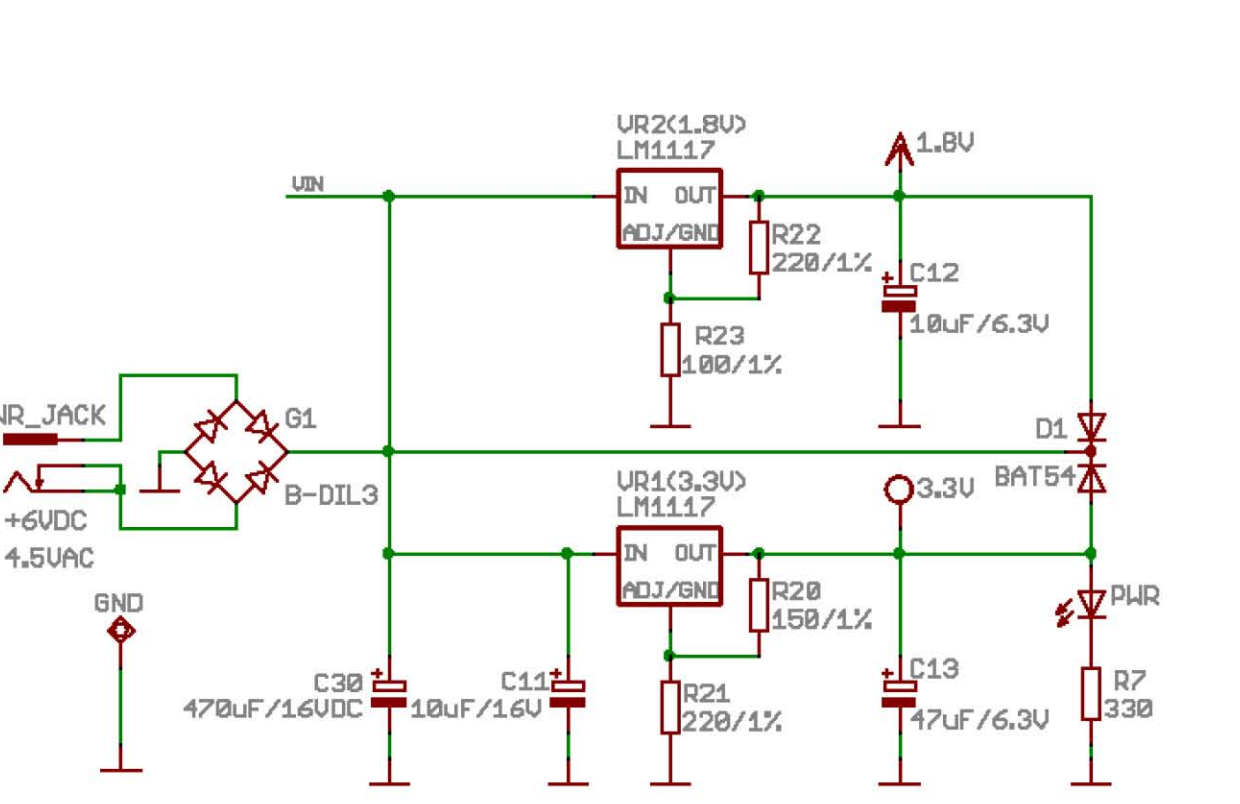 VR2(1.8V)
LM1117
1.8V
VIN
IN OUT
ADJ/GND
R22
220/1%
C12
10uF/6.3V
R23
100/1%
WR_JACK
G1
D1
BAT54
B-DIL3
+6VDC
4.5VAC
VR1(3.3V)
LM1117
3.3V
IN OUT
ADJ/GND
R20
150/1%
PWR
GND
C30
470uF/16VDC
C11
10uF/16V
R21
220/1%
C13
47uF/6.3V
R7
330